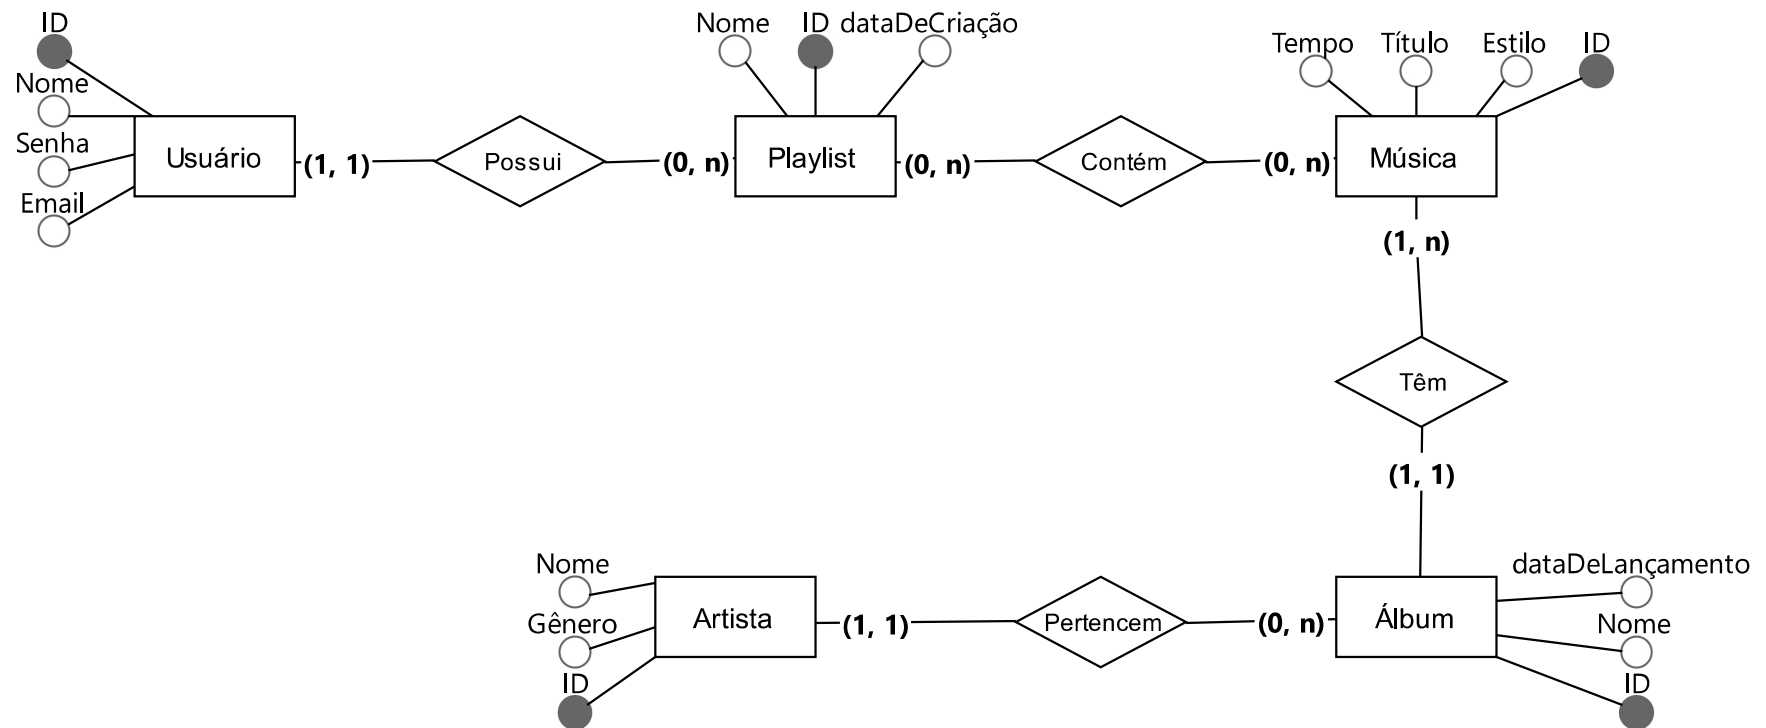 ID
Nome
Senha
Email
Usuário
(1, 1)
Possui
(0, n)
Nome
ID
dataDeCriação
Playlist
(0, n)
Contém
(0, n)
Tempo
Título
Estilo
ID
Música
(1, n)
Têm
(1, 1)
Nome
Gênero
ID
Artista
(1, 1)
Pertencem
(0, n)
Álbum
dataDeLançamento
Nome
ID